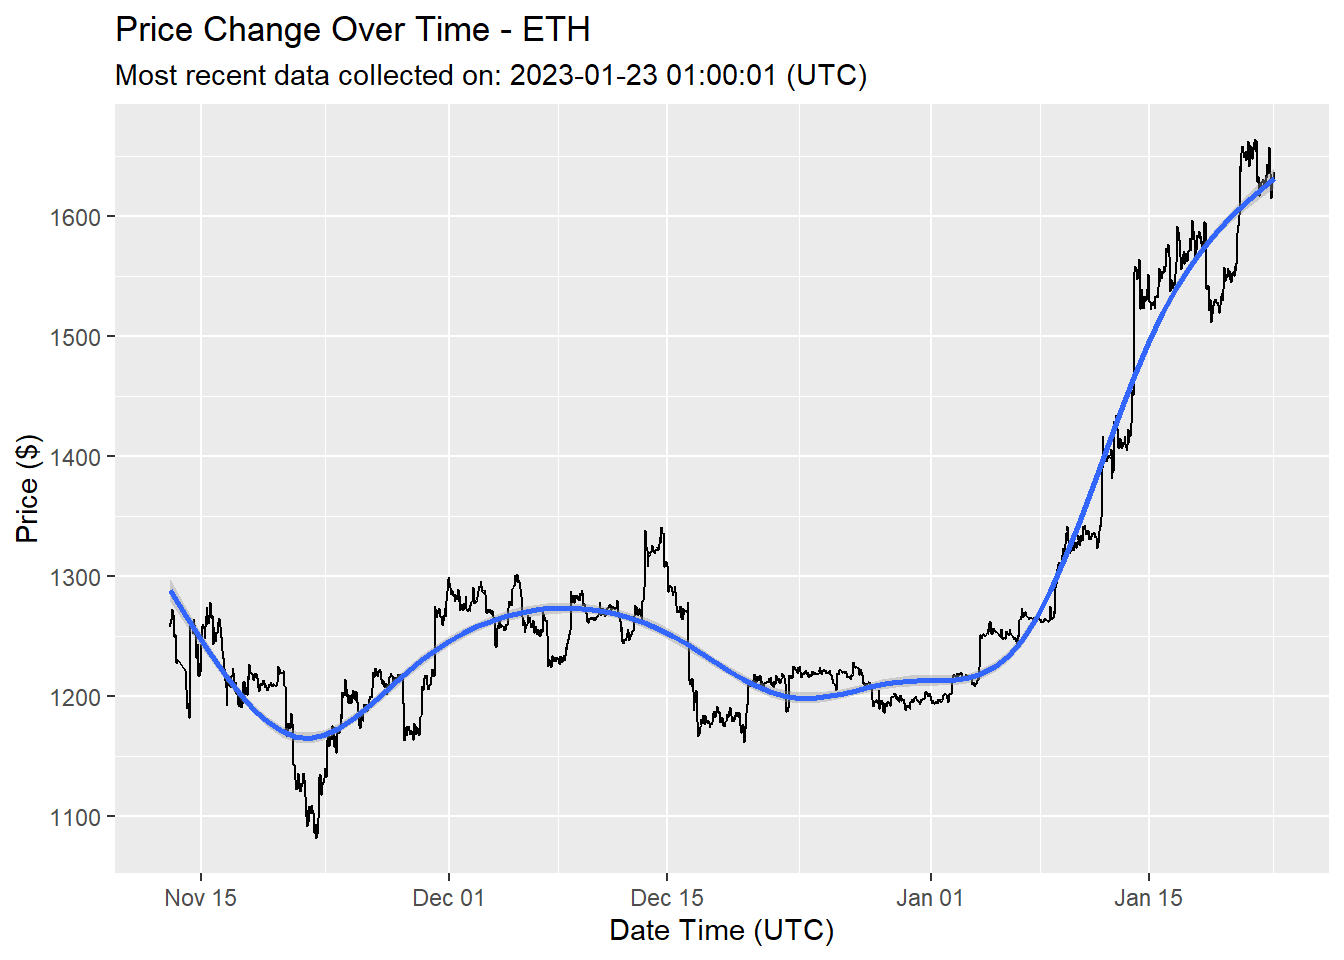 Price Change Over Time - ETH
Most recent data collected on: 2023-01-23 01:00:01 (UTC)
1600
1500
1400
1300
1200
1100
Price ($)
Nov 15
Dec 01
Dec 15
Jan 01
Jan 15
Date Time (UTC)